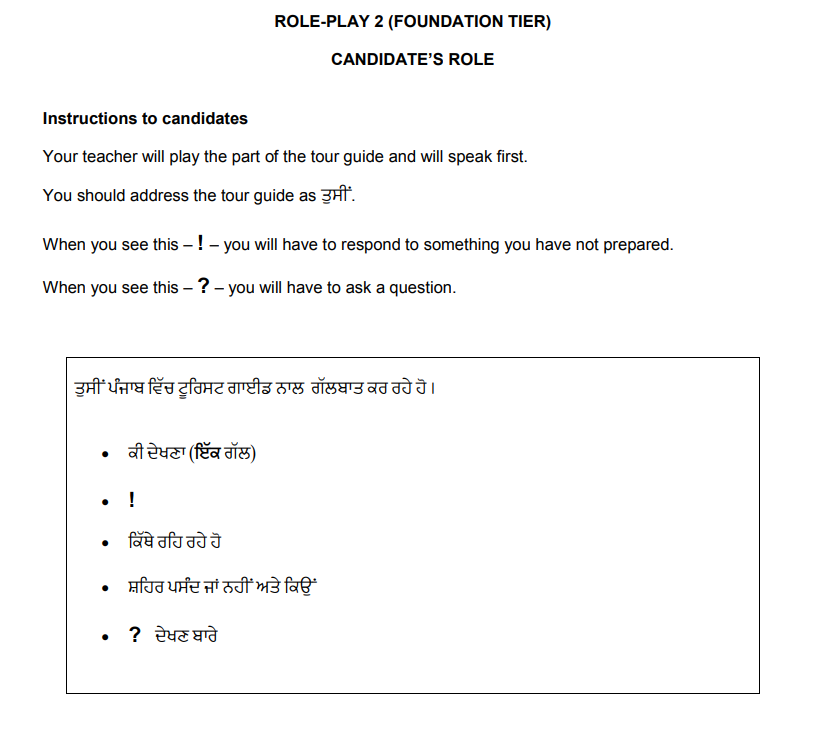 ROLE-PLAY 2 (FOUNDATION TIER)
CANDIDATE'S ROLE
Instructions to candidates
Your teacher will play the part of the tour guide and will speak first.
You should address the tour guide as ਤੁਸੀਂ.
When you see this – ! – you will have to respond to something you have not prepared.
When you see this – ? – you will have to ask a question.
ਤੁਸੀਂ ਪੰਜਾਬ ਵਿੱਚ ਟੂਰਿਸਟ ਗਾਈਡ ਨਾਲ ਗੱਲਬਾਤ ਕਰ ਰਹੇ ਹੋ।
• ਕੀ ਦੇਖਣਾ (ਇੱਕ ਗੱਲ)
• !
• ਕਿੱਥੇ ਰਹਿ ਰਹੇ ਹੋ
• ਸ਼ਹਿਰ ਪਸੰਦ ਜਾਂ ਨਹੀਂ ਅਤੇ ਕਿਉਂ
• ? ਦੇਖਣ ਬਾਰੇ